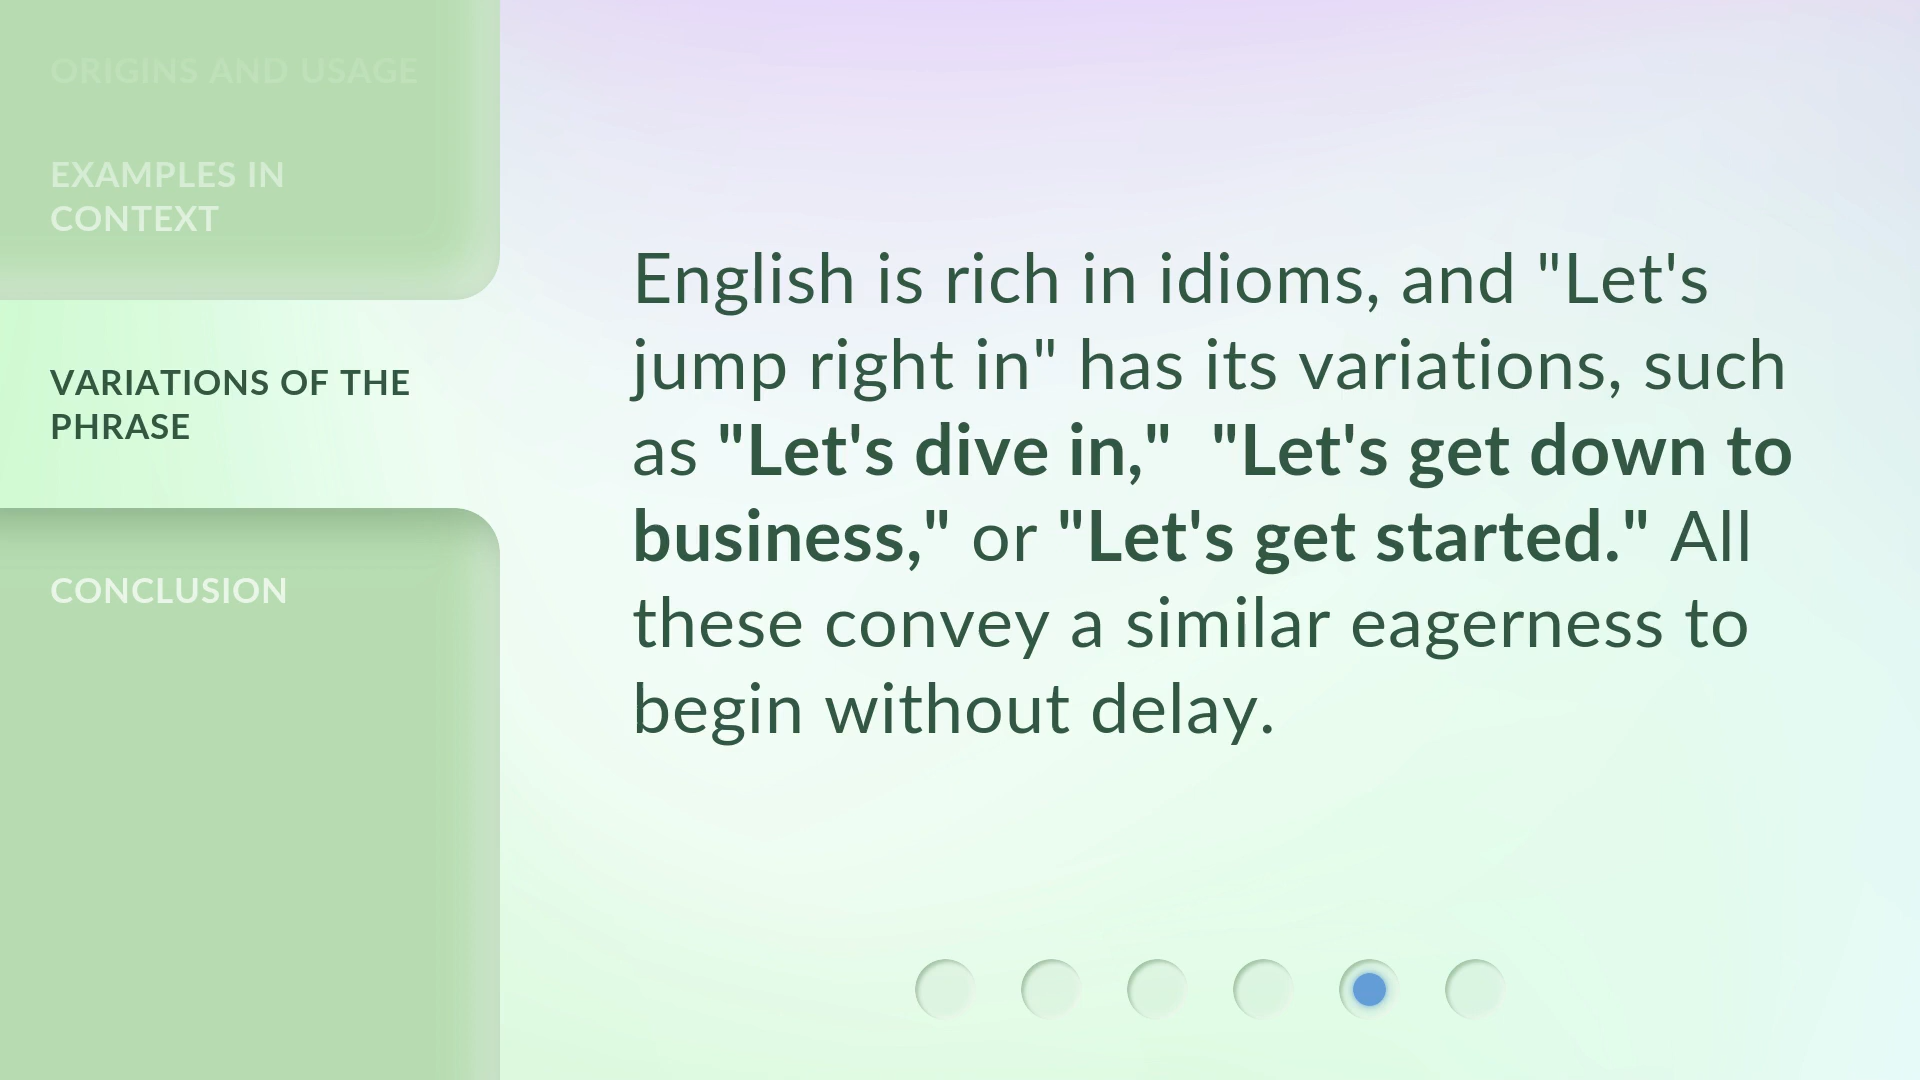 ORIGINS AND USAGE
EXAMPLES IN
CONTEXT
VARIATIONS OF THE
PHRASE
CONCLUSION
English is rich in idioms, and "Let's
jump right in" has its variations, such
as "Let's dive in,"  "Let's get down to
business," or "Let's get started." All
these convey a similar eagerness to
begin without delay.